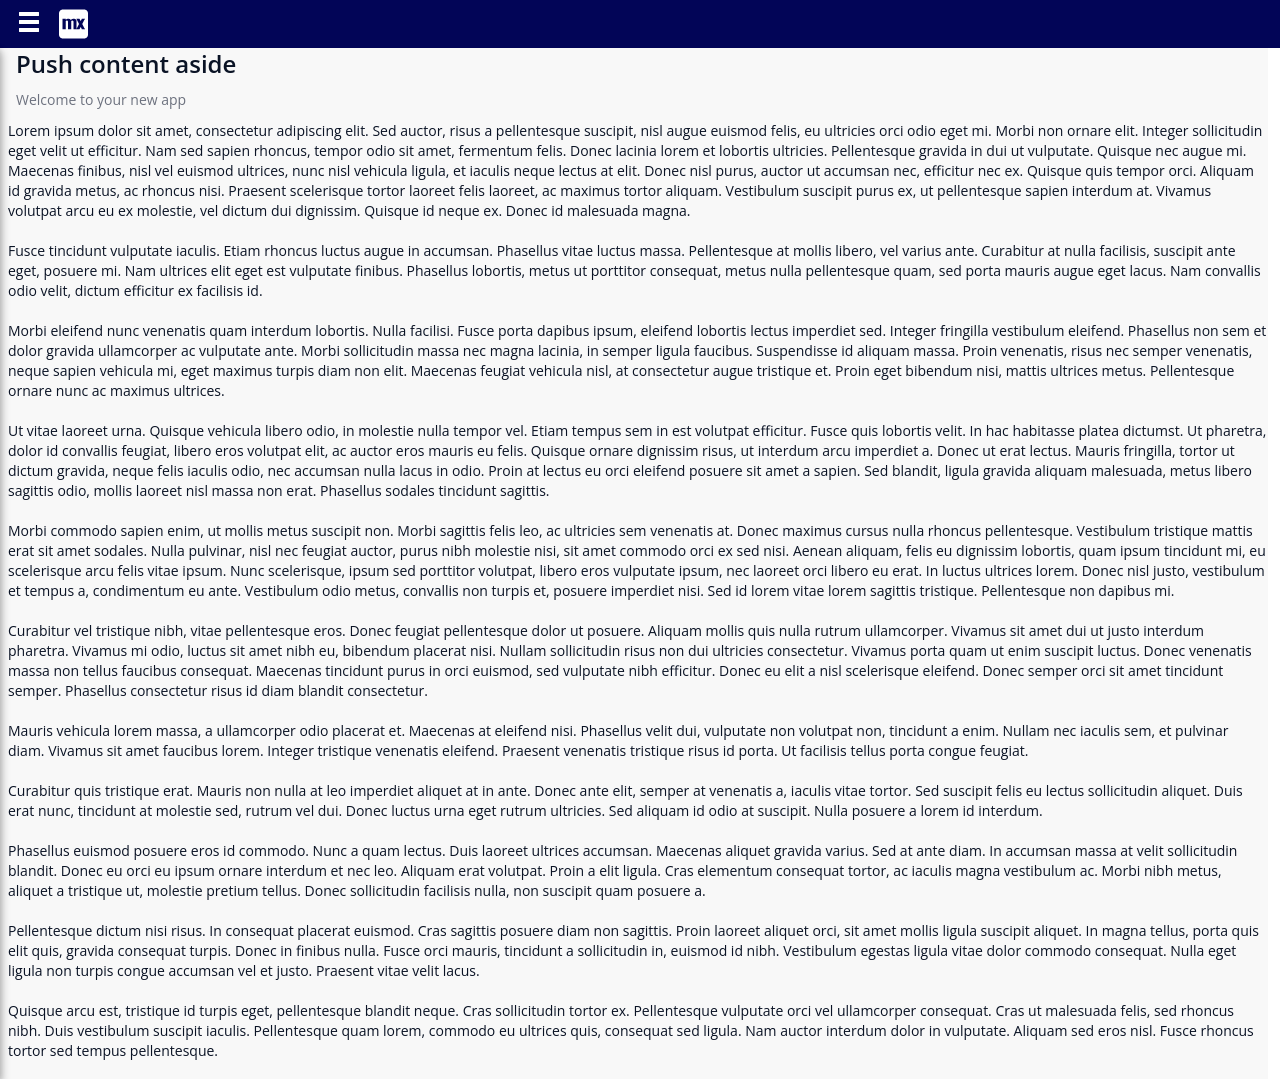 mx
Push content aside
Welcome to your new app
Lorem ipsum dolor sit amet, consectetur adipiscing elit. Sed auctor, risus a pellentesque suscipit, nisl augue euismod felis, eu ultricies orci odio eget mi. Morbi non ornare elit. Integer sollicitudin
eget velit ut efficitur. Nam sed sapien rhoncus, tempor odio sit amet, fermentum felis. Donec lacinia lorem et lobortis ultricies. Pellentesque gravida in dui ut vulputate. Quisque nec augue mi.
Maecenas finibus, nisl vel euismod ultrices, nunc nisl vehicula ligula, et iaculis neque lectus at elit. Donec nisl purus, auctor ut accumsan nec, efficitur nec ex. Quisque quis tempor orci. Aliquam
id gravida metus, ac rhoncus nisi. Praesent scelerisque tortor laoreet felis laoreet, ac maximus tortor aliquam. Vestibulum suscipit purus ex, ut pellentesque sapien interdum at. Vivamus
volutpat arcu eu ex molestie, vel dictum dui dignissim. Quisque id neque ex. Donec id malesuada magna.
Fusce tincidunt vulputate iaculis. Etiam rhoncus luctus augue in accumsan. Phasellus vitae luctus massa. Pellentesque at mollis libero, vel varius ante. Curabitur at nulla facilisis, suscipit ante
eget, posuere mi. Nam ultrices elit eget est vulputate finibus. Phasellus lobortis, metus ut porttitor consequat, metus nulla pellentesque quam, sed porta mauris augue eget lacus. Nam convallis
odio velit, dictum efficitur ex facilisis id.
Morbi eleifend nunc venenatis quam interdum lobortis. Nulla facilisi. Fusce porta dapibus ipsum, eleifend lobortis lectus imperdiet sed. Integer fringilla vestibulum eleifend. Phasellus non sem et
dolor gravida ullamcorper ac vulputate ante. Morbi sollicitudin massa nec magna lacinia, in semper ligula faucibus. Suspendisse id aliquam massa. Proin venenatis, risus nec semper venenatis,
neque sapien vehicula mi, eget maximus turpis diam non elit. Maecenas feugiat vehicula nisl, at consectetur augue tristique et. Proin eget bibendum nisi, mattis ultrices metus. Pellentesque
ornare nunc ac maximus ultrices.
Ut vitae laoreet urna. Quisque vehicula libero odio, in molestie nulla tempor vel. Etiam tempus sem in est volutpat efficitur. Fusce quis lobortis velit. In hac habitasse platea dictumst. Ut pharetra,
dolor id convallis feugiat, libero eros volutpat elit, ac auctor eros mauris eu felis. Quisque ornare dignissim risus, ut interdum arcu imperdiet a. Donec ut erat lectus. Mauris fringilla, tortor ut
dictum gravida, neque felis iaculis odio, nec accumsan nulla lacus in odio. Proin at lectus eu orci eleifend posuere sit amet a sapien. Sed blandit, ligula gravida aliquam malesuada, metus libero
sagittis odio, mollis laoreet nisl massa non erat. Phasellus sodales tincidunt sagittis.
Morbi commodo sapien enim, ut mollis metus suscipit non. Morbi sagittis felis leo, ac ultricies sem venenatis at. Donec maximus cursus nulla rhoncus pellentesque. Vestibulum tristique mattis
erat sit amet sodales. Nulla pulvinar, nisl nec feugiat auctor, purus nibh molestie nisi, sit amet commodo orci ex sed nisi. Aenean aliquam, felis eu dignissim lobortis, quam ipsum tincidunt mi, eu
scelerisque arcu felis vitae ipsum. Nunc scelerisque, ipsum sed porttitor volutpat, libero eros vulputate ipsum, nec laoreet orci libero eu erat. In luctus ultrices lorem. Donec nisl justo, vestibulum
et tempus a, condimentum eu ante. Vestibulum odio metus, convallis non turpis et, posuere imperdiet nisi. Sed id lorem vitae lorem sagittis tristique. Pellentesque non dapibus mi.
Curabitur vel tristique nibh, vitae pellentesque eros. Donec feugiat pellentesque dolor ut posuere. Aliquam mollis quis nulla rutrum ullamcorper. Vivamus sit amet dui ut justo interdum
pharetra. Vivamus mi odio, luctus sit amet nibh eu, bibendum placerat nisi. Nullam sollicitudin risus non dui ultricies consectetur. Vivamus porta quam ut enim suscipit luctus. Donec venenatis
massa non tellus faucibus consequat. Maecenas tincidunt purus in orci euismod, sed vulputate nibh efficitur. Donec eu elit a nisl scelerisque eleifend. Donec semper orci sit amet tincidunt
semper. Phasellus consectetur risus id diam blandit consectetur.
Mauris vehicula lorem massa, a ullamcorper odio placerat et. Maecenas at eleifend nisi. Phasellus velit dui, vulputate non volutpat non, tincidunt a enim. Nullam nec iaculis sem, et pulvinar
diam. Vivamus sit amet faucibus lorem. Integer tristique venenatis eleifend. Praesent venenatis tristique risus id porta. Ut facilisis tellus porta congue feugiat.
Curabitur quis tristique erat. Mauris non nulla at leo imperdiet aliquet at in ante. Donec ante elit, semper at venenatis a, iaculis vitae tortor. Sed suscipit felis eu lectus sollicitudin aliquet. Duis
erat nunc, tincidunt at molestie sed, rutrum vel dui. Donec luctus urna eget rutrum ultricies. Sed aliquam id odio at suscipit. Nulla posuere a lorem id interdum.
Phasellus euismod posuere eros id commodo. Nunc a quam lectus. Duis laoreet ultrices accumsan. Maecenas aliquet gravida varius. Sed at ante diam. In accumsan massa at velit sollicitudin
blandit. Donec eu orci eu ipsum ornare interdum et nec leo. Aliquam erat volutpat. Proin a elit ligula. Cras elementum consequat tortor, ac iaculis magna vestibulum ac. Morbi nibh metus,
aliquet a tristique ut, molestie pretium tellus. Donec sollicitudin facilisis nulla, non suscipit quam posuere a.
Pellentesque dictum nisi risus. In consequat placerat euismod. Cras sagittis posuere diam non sagittis. Proin laoreet aliquet orci, sit amet mollis ligula suscipit aliquet. In magna tellus, porta quis
elit quis, gravida consequat turpis. Donec in finibus nulla. Fusce orci mauris, tincidunt a sollicitudin in, euismod id nibh. Vestibulum egestas ligula vitae dolor commodo consequat. Nulla eget
ligula non turpis congue accumsan vel et justo. Praesent vitae velit lacus.
Quisque arcu est, tristique id turpis eget, pellentesque blandit neque. Cras sollicitudin tortor ex. Pellentesque vulputate orci vel ullamcorper consequat. Cras ut malesuada felis, sed rhoncus
nibh. Duis vestibulum suscipit iaculis. Pellentesque quam lorem, commodo eu ultrices quis, consequat sed ligula. Nam auctor interdum dolor in vulputate. Aliquam sed eros nisl. Fusce rhoncus
tortor sed tempus pellentesque.